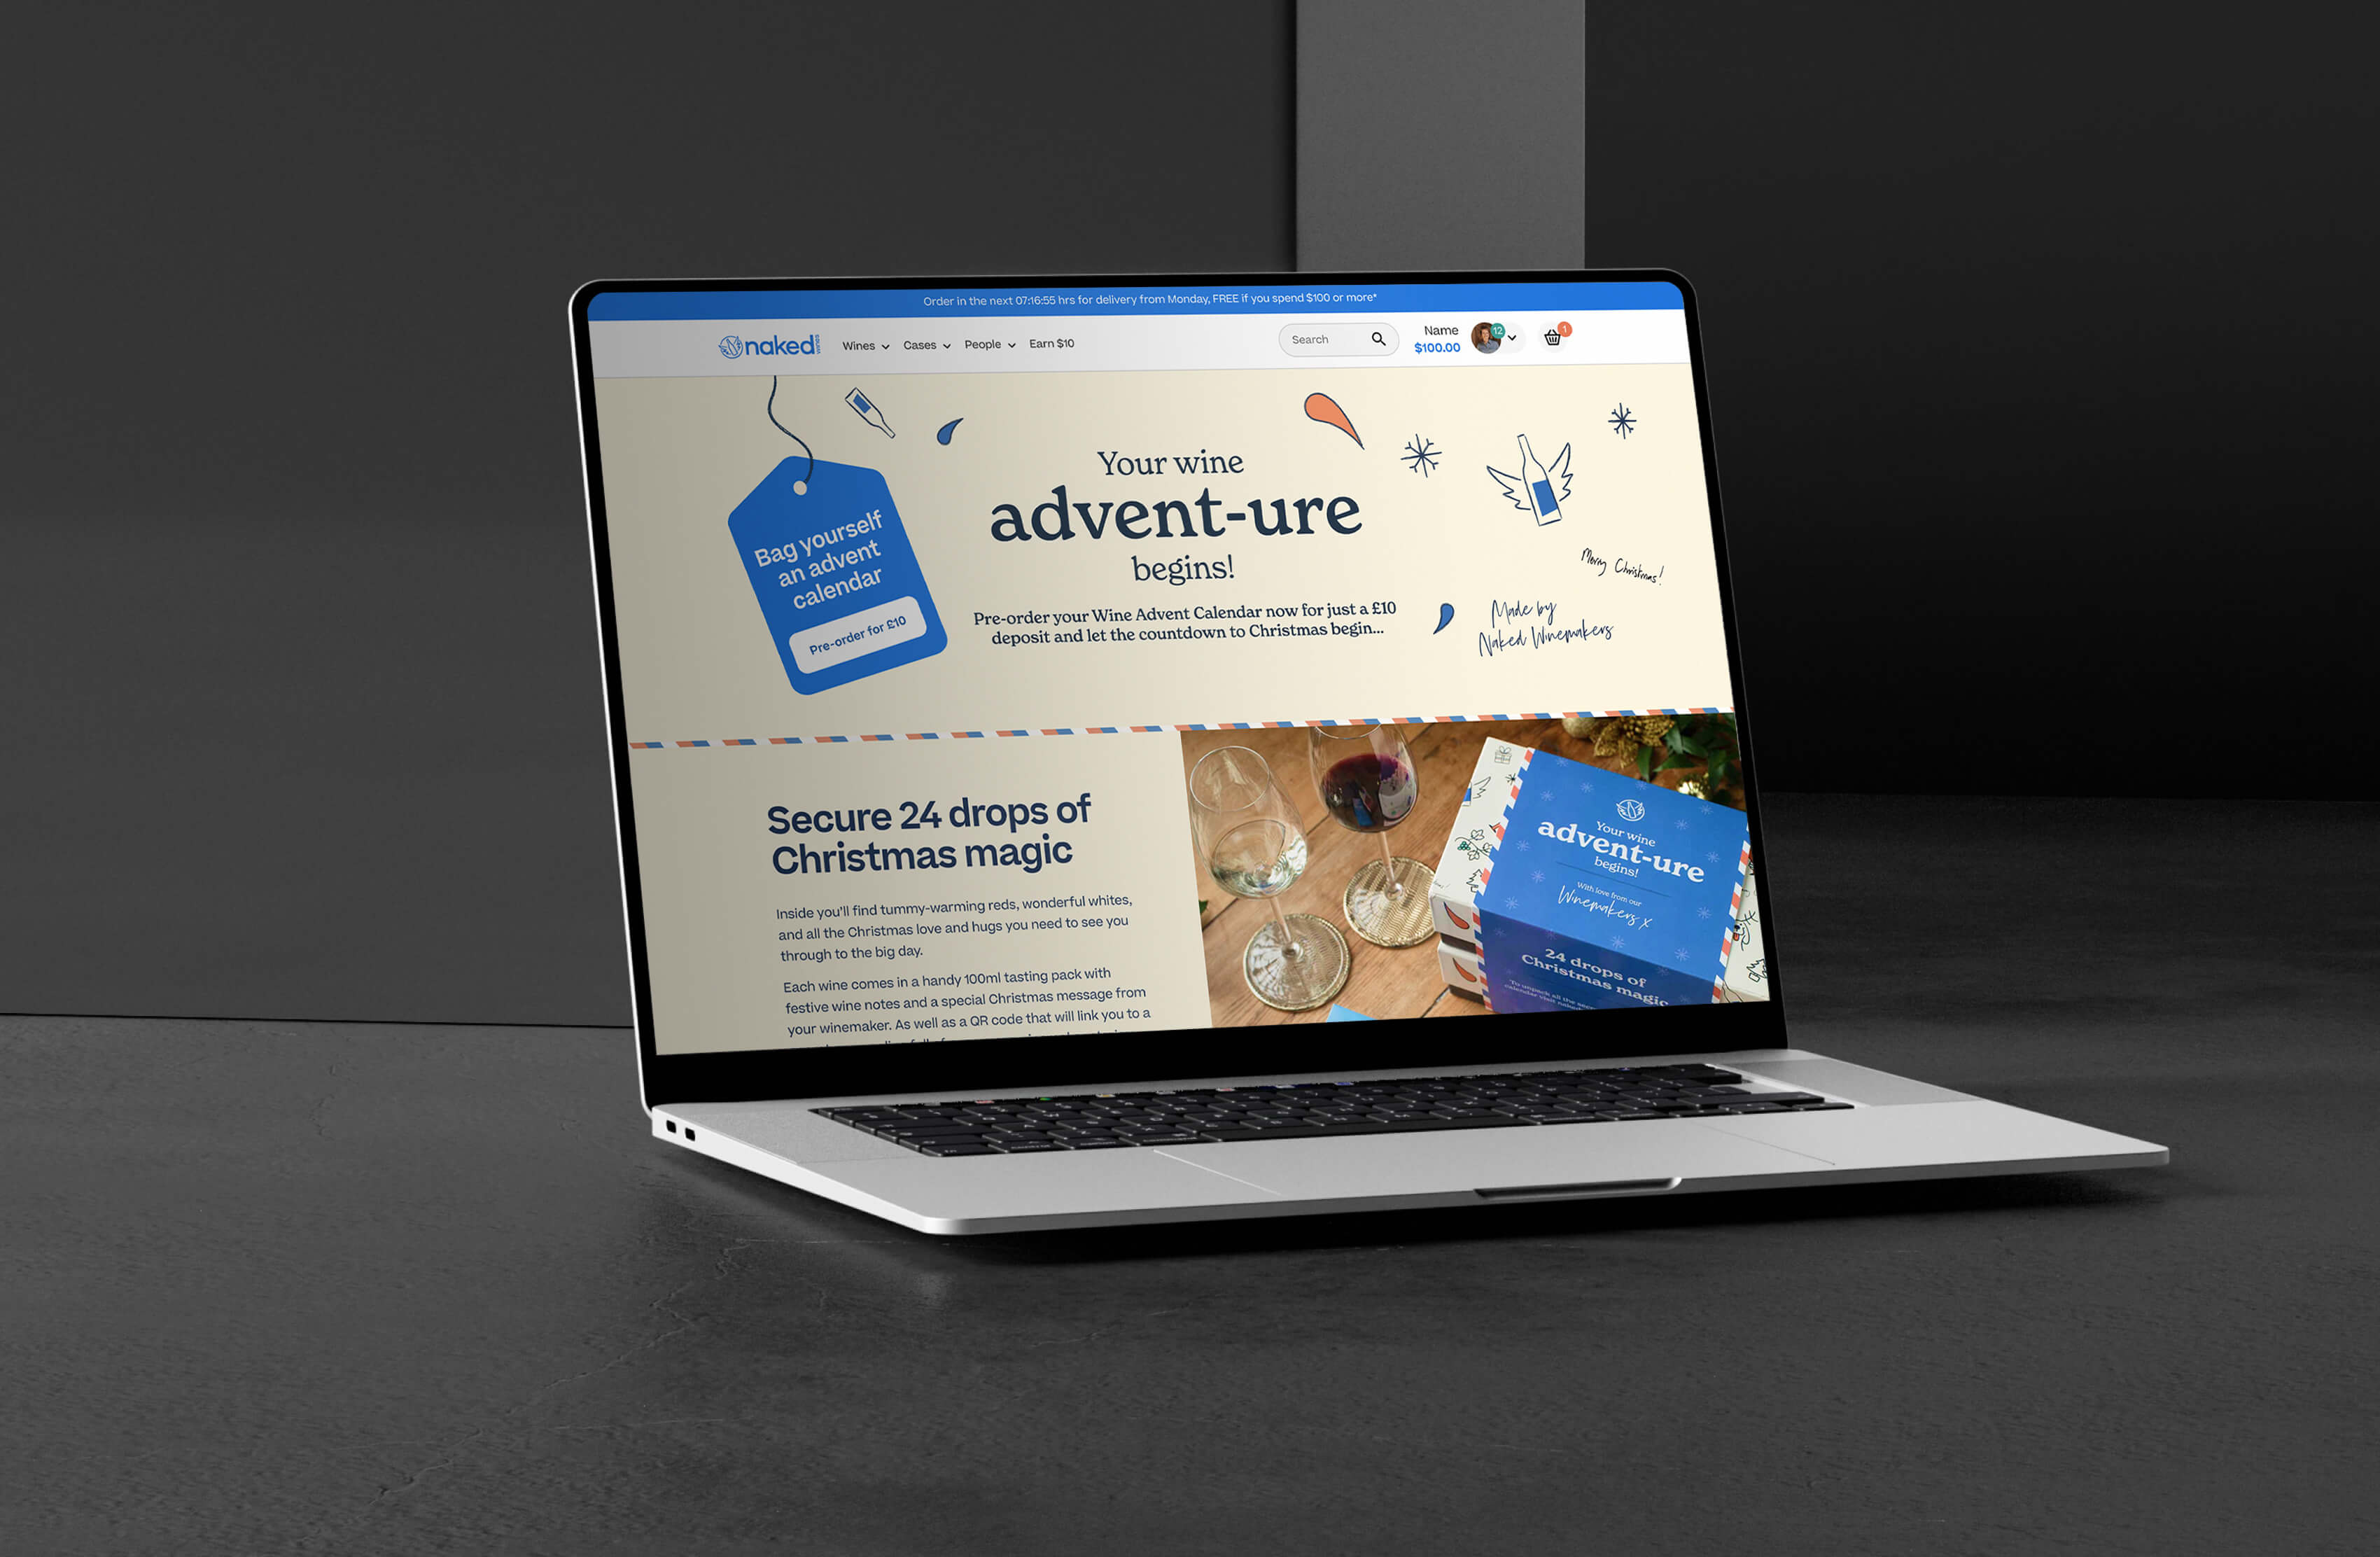 Order in the next 07:16:55 hrs for delivery from Monday, FREE if you spend $100 or more*
naked wines
Wines
Cases
People
Earn $10
Search
Name
$100.00
12
1
Bag yourself
an advent
calendar
Pre-order for £10
Your wine
advent-ure
begins!
Pre-order your Wine Advent Calendar now for just a £10
deposit and let the countdown to Christmas begin...
Merry Christmas!
Made by
Naked Winemakers
Secure 24 drops of
Christmas magic
Inside you'll find tummy-warming reds, wonderful whites,
and all the Christmas love and hugs you need to see you
through to the big day.
Each wine comes in a handy 100ml tasting pack with
festive wine notes and a special Christmas message from
your winemaker. As well as a QR code that will link you to a
Your wine
advent-ure
begins!
With love from our
Winemakers x
24 drops of
Christmas magic